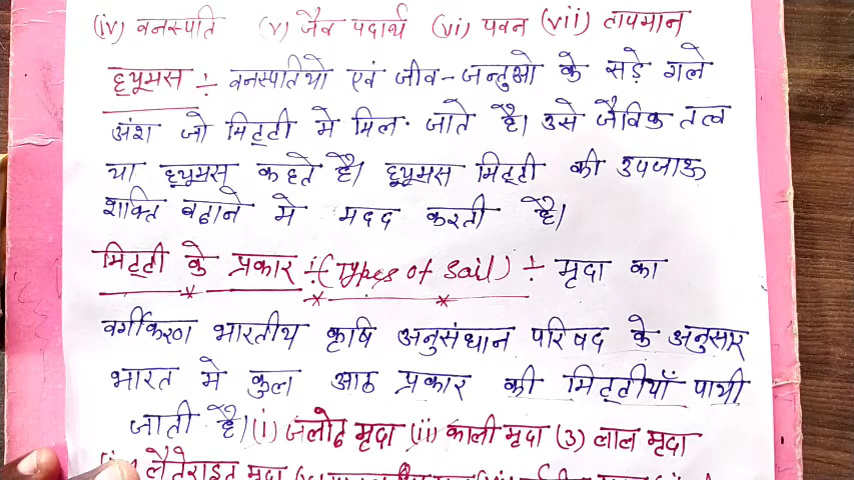 (iv) वनस्पति (v) जैव पदार्थ (vi) पवन (vii) तापमान
ह्यूमस ÷ वनस्पतियो एवं जीव-जन्तुओ के सड़े गले
अंश जो मिट्टी मे मिल जाते है। उसे जैविक तत्व
या ह्यूमस कहते है। ह्यूमस मिट्टी की उपजाऊ
शक्ति बढाने मे मदद करती है।
मिट्टी के प्रकार ÷ (Types of Sail) ÷ मृदा का
वर्गीकरण भारतीय कृषि अनुसंधान परिषद के अनुसार
भारत मे कुल आठ प्रकार की मिट्टीयाँ पायी
जाती है। (i) जलोढ मृदा (ii) काली मृदा (3) लाल मृदा
लैटेराइट मृदा